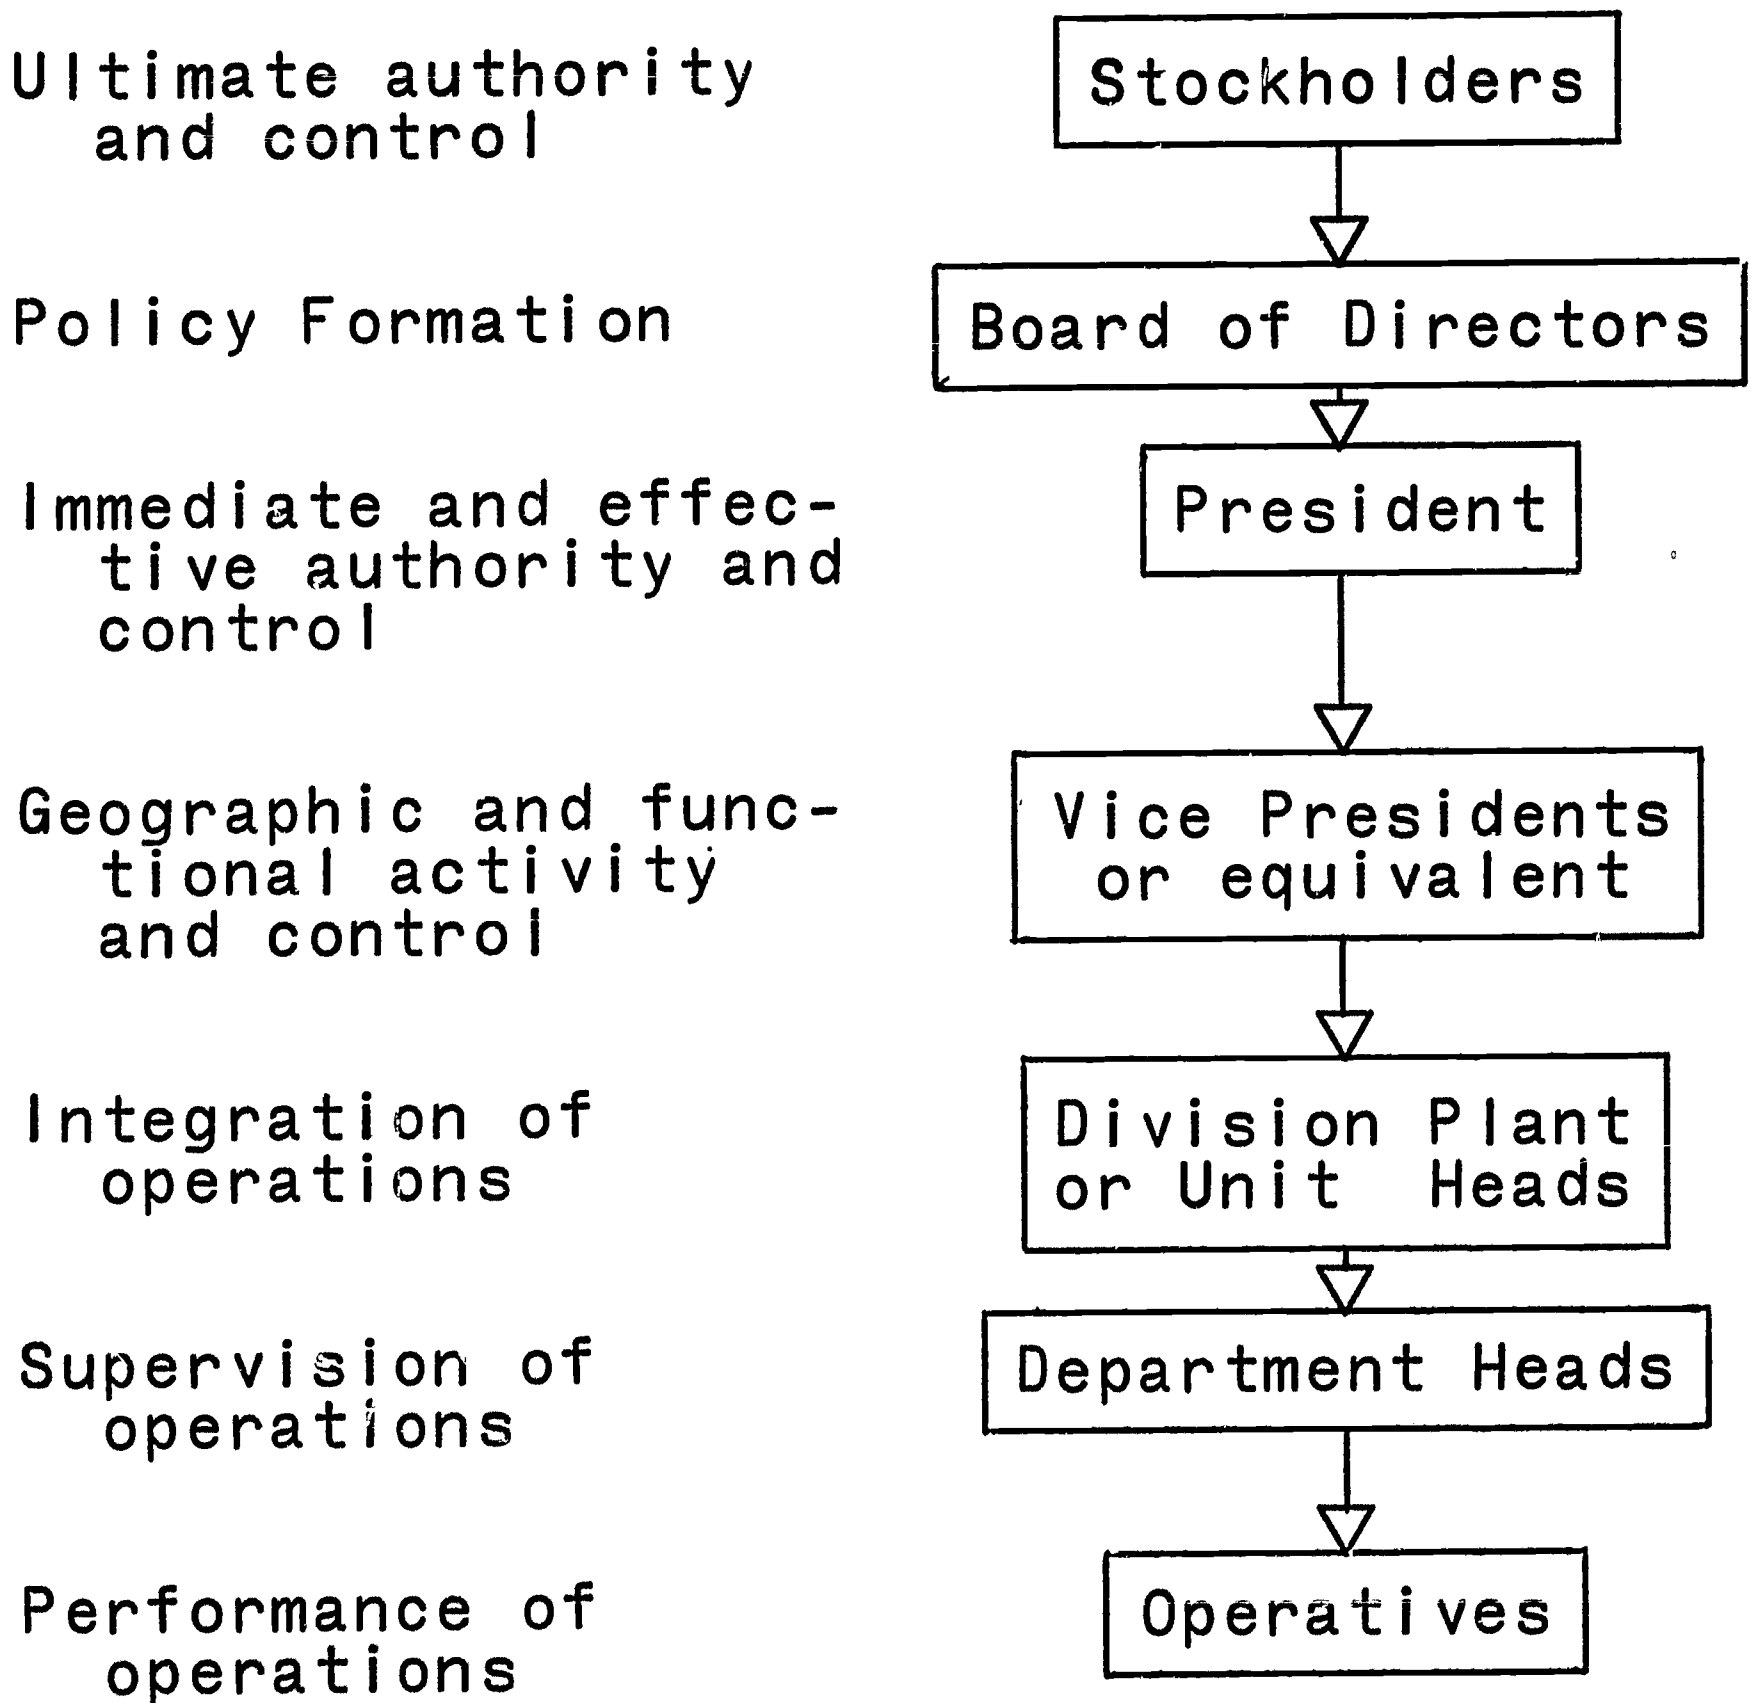 Ultimate authority
and control
Stockholders
Policy Formation
Board of Directors
Immediate and effec-
tive authority and
control
President
Geographic and func-
tional activity
and control
Vice Presidents
or equivalent
Integration of
operations
Division Plant
or Unit Heads
Supervision of
operations
Department Heads
Performance of
operations
Operatives